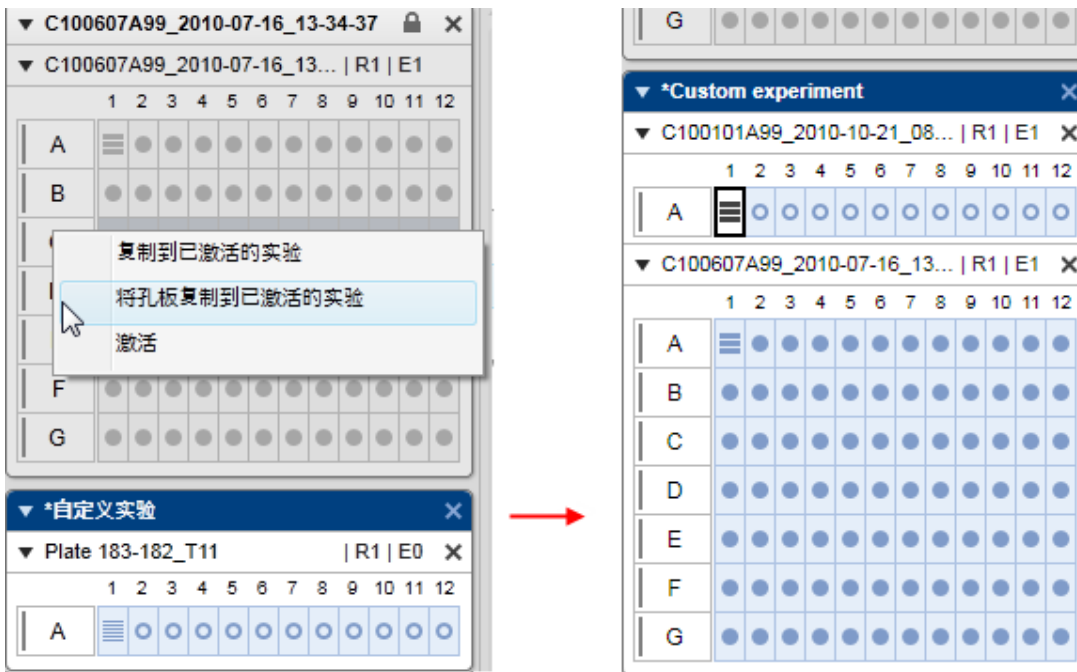 C100607A99_2010-07-16_13-34-37
C100607A99_2010-07-16_13... | R1 | E1
1 2 3 4 5 6 7 8 9 10 11 12
A
B
复制到已激活的实验
将孔板复制到已激活的实验
激活
F
G
*自定义实验
Plate 183-182_T11 | R1 | E0
1 2 3 4 5 6 7 8 9 10 11 12
A
G
*Custom experiment
C100101A99_2010-10-21_08... | R1 | E1
1 2 3 4 5 6 7 8 9 10 11 12
A
C100607A99_2010-07-16_13... | R1 | E1
1 2 3 4 5 6 7 8 9 10 11 12
A
B
C
D
E
F
G